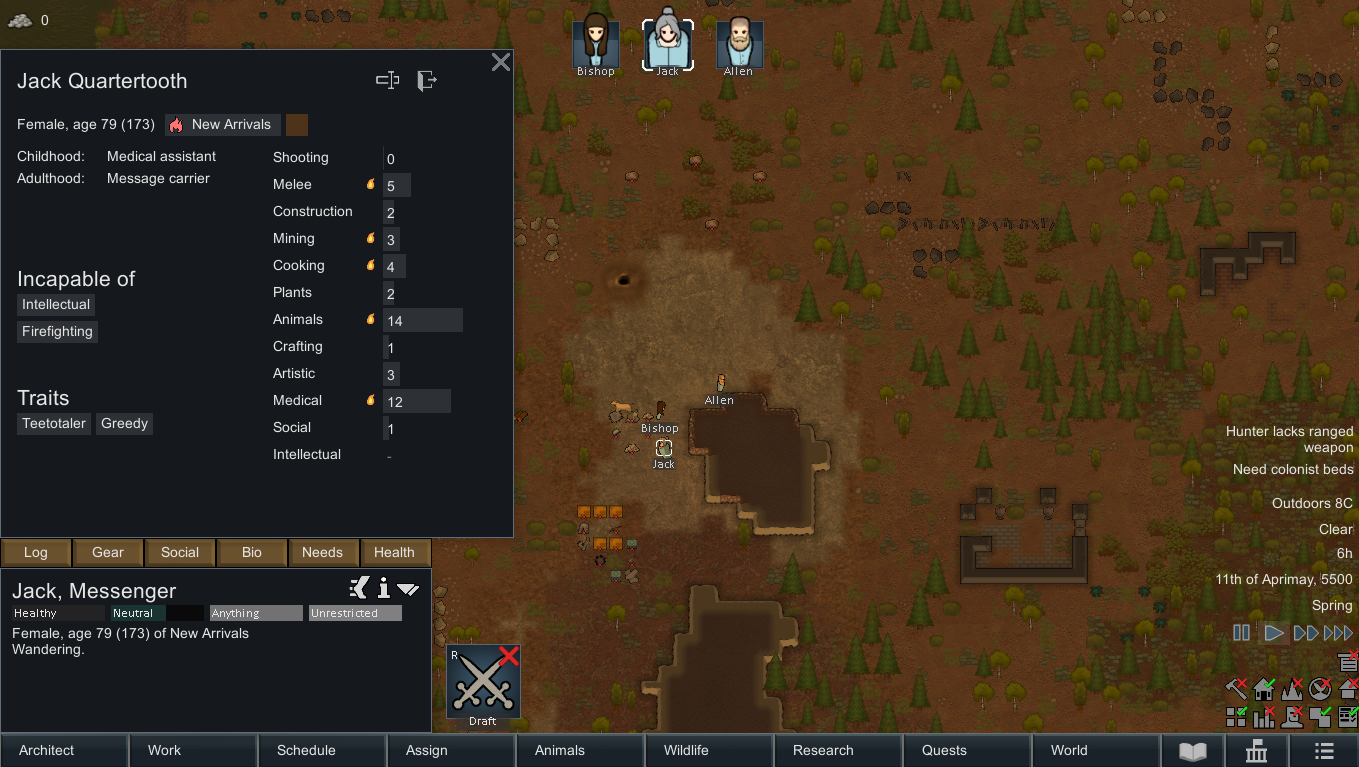 0
Bishop
Jack
Allen
Jack Quartertooth
Female, age 79 (173)
New Arrivals
Childhood: Medical assistant
Adulthood: Message carrier
Incapable of
Intellectual
Firefighting
Traits
Teetotaler
Greedy
Shooting 0
Melee 5
Construction 2
Mining 3
Cooking 4
Plants 2
Animals 14
Crafting 1
Artistic 3
Medical 12
Social 1
Intellectual -
Allen
Bishop
Jack
Hunter lacks ranged
weapon
Need colonist beds
Outdoors 8C
Clear
6h
11th of Aprimay, 5500
Spring
Log
Gear
Social
Bio
Needs
Health
Jack, Messenger
Healthy
Neutral
Anything
Unrestricted
Female, age 79 (173) of New Arrivals
Wandering.
R
Draft
Architect
Work
Schedule
Assign
Animals
Wildlife
Research
Quests
World